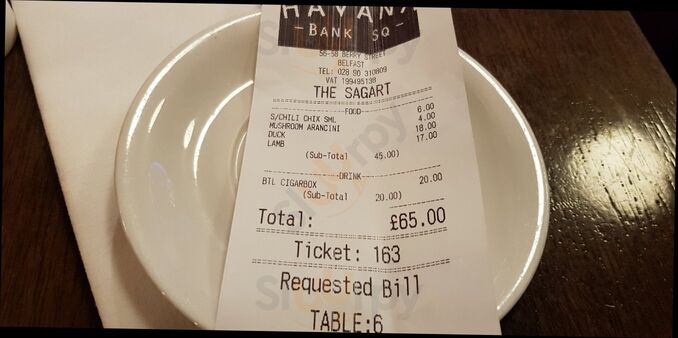 HAVANA
BANK SQ
BERRY STREET
BELFAST
TEL: 028 90 310809
VAT 199495138
THE SAGART
FOOD
S/CHILI CHIX SML 6.00
MUSHROOM ARANCINI 4.00
DUCK 18.00
LAMB 17.00
(Sub-Total 45.00)
DRINK
BTL CIGARBOX 20.00
(Sub-Total 20.00)
Total: £65.00
Ticket: 163
Requested Bill
TABLE:6